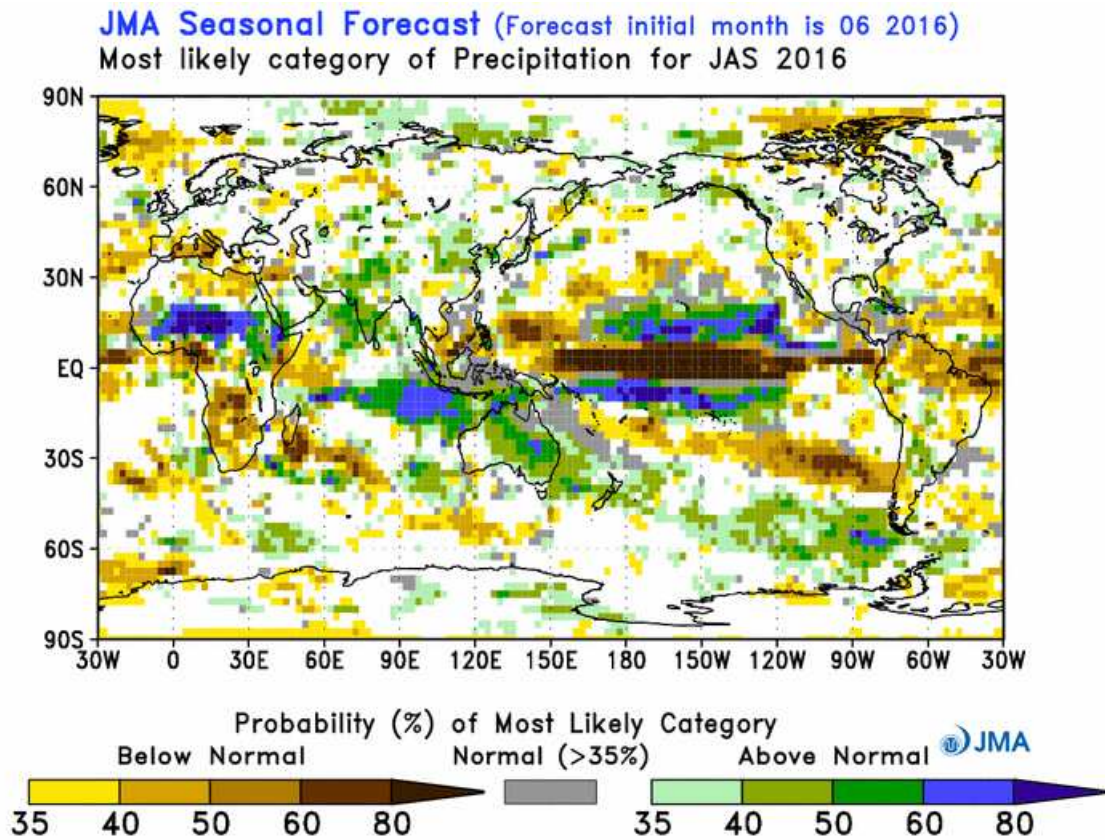 JMA Seasonal Forecast (Forecast initial month is 06 2016)
Most likely category of Precipitation for JAS 2016
90N
60N
30N
EQ
30S
60S
90S
30W 0 30E 60E 90E 120E 150E 180 150W 120W 90W 60W 30W
Probability (%) of Most Likely Category
Below Normal Normal (>35%) Above Normal JMA
35 40 50 60 80 35 40 50 60 80